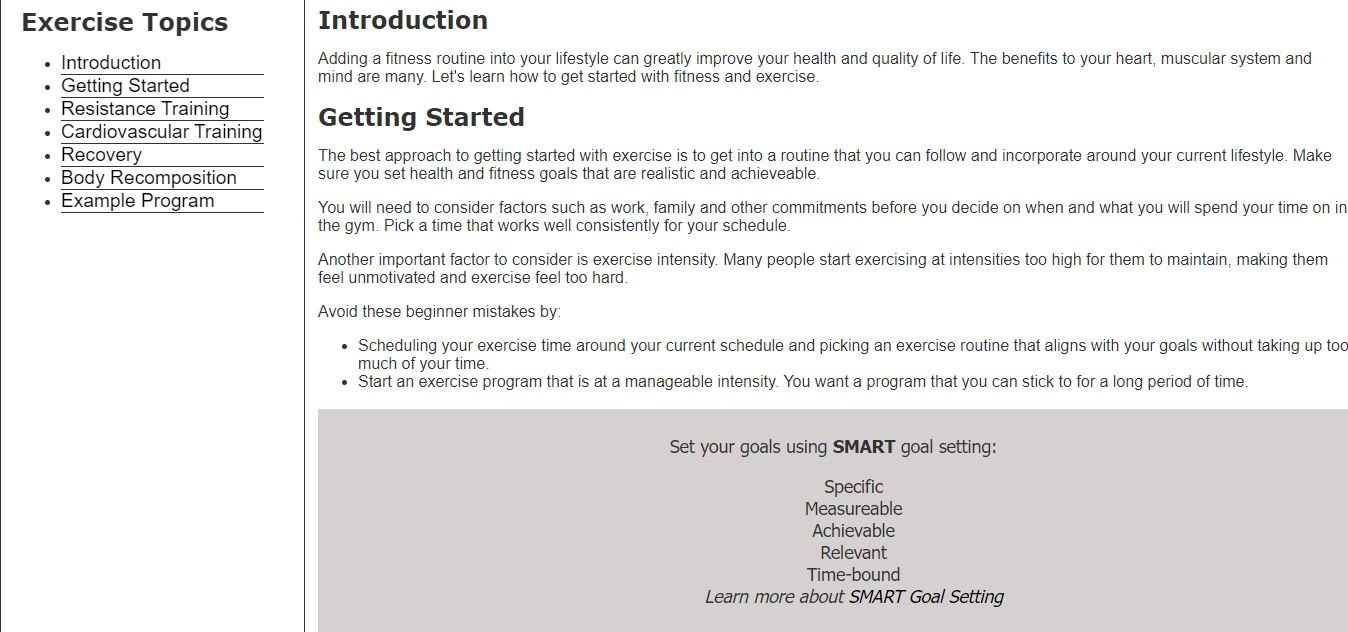 Exercise Topics
Introduction
Getting Started
Resistance Training
Cardiovascular Training
Recovery
Body Recomposition
Example Program
Introduction
Adding a fitness routine into your lifestyle can greatly improve your health and quality of life. The benefits to your heart, muscular system and
mind are many. Let's learn how to get started with fitness and exercise.
Getting Started
The best approach to getting started with exercise is to get into a routine that you can follow and incorporate around your current lifestyle. Make
sure you set health and fitness goals that are realistic and achieveable.
You will need to consider factors such as work, family and other commitments before you decide on when and what you will spend your time on in
the gym. Pick a time that works well consistently for your schedule.
Another important factor to consider is exercise intensity. Many people start exercising at intensities too high for them to maintain, making them
feel unmotivated and exercise feel too hard.
Avoid these beginner mistakes by:
Scheduling your exercise time around your current schedule and picking an exercise routine that aligns with your goals without taking up too
much of your time.
Start an exercise program that is at a manageable intensity. You want a program that you can stick to for a long period of time.
Set your goals using SMART goal setting:
Specific
Measureable
Achievable
Relevant
Time-bound
Learn more about SMART Goal Setting